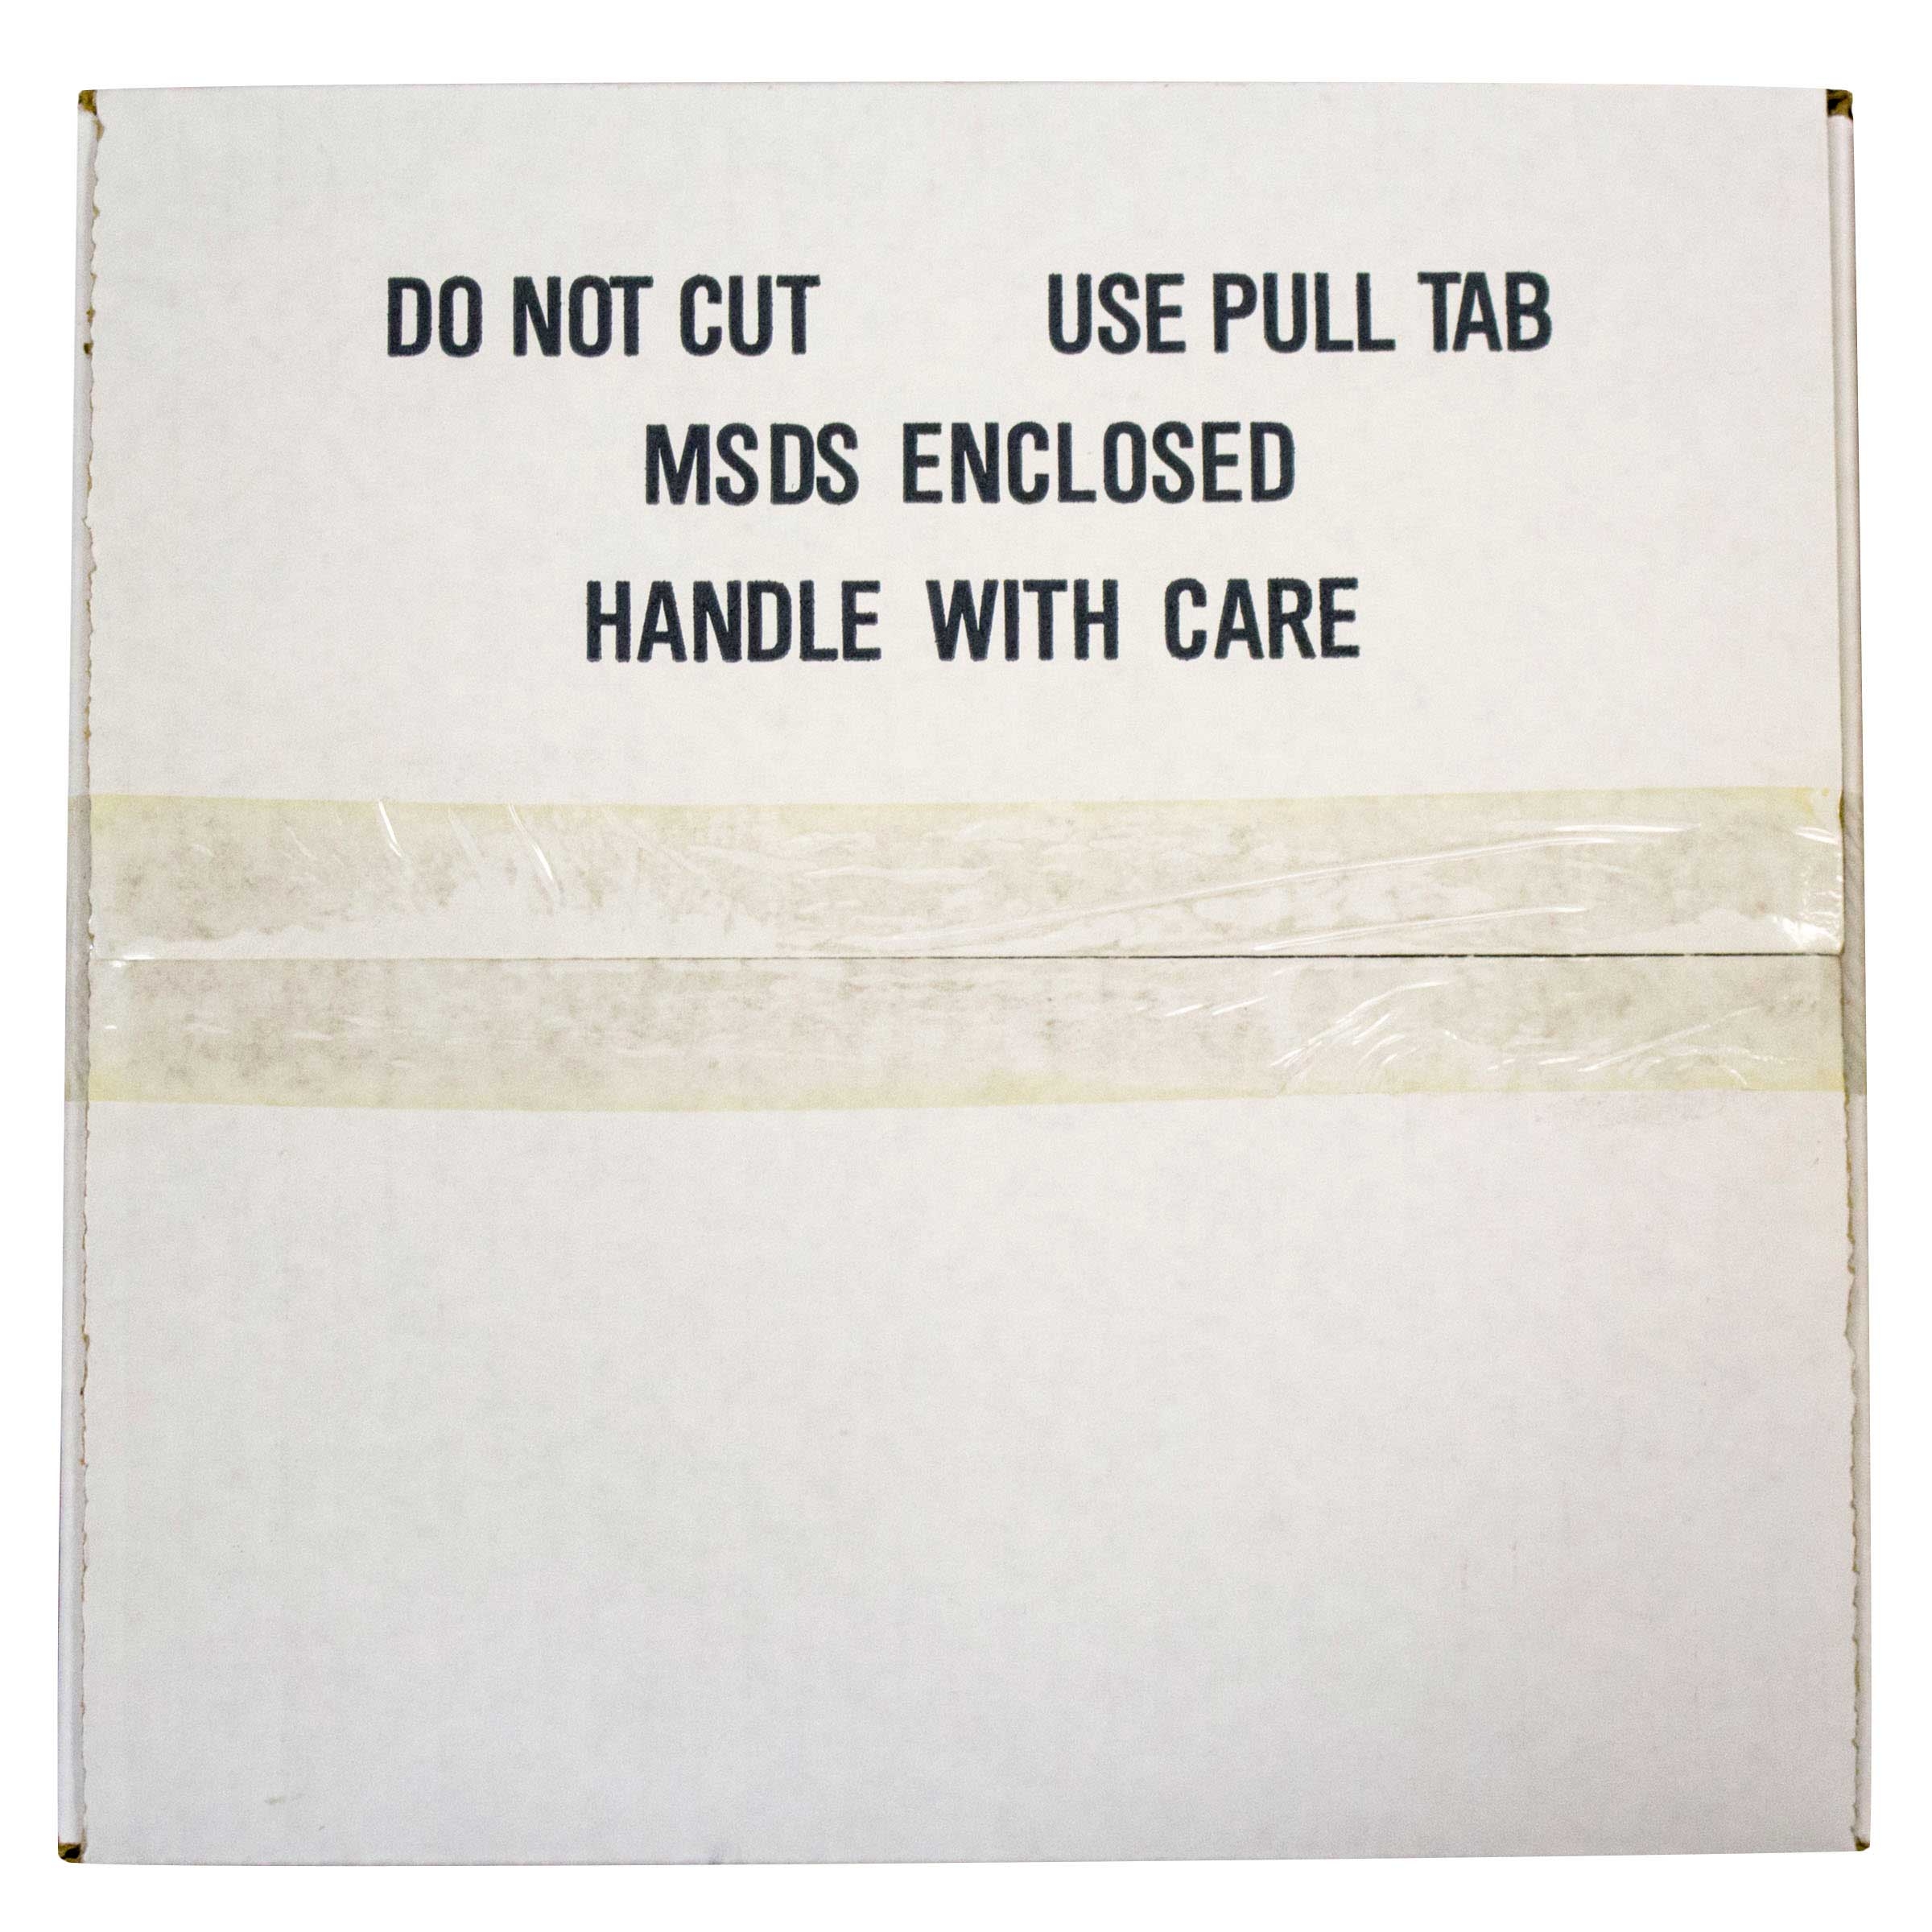 DO NOT CUT USE PULL TAB
MSDS ENCLOSED
HANDLE WITH CARE